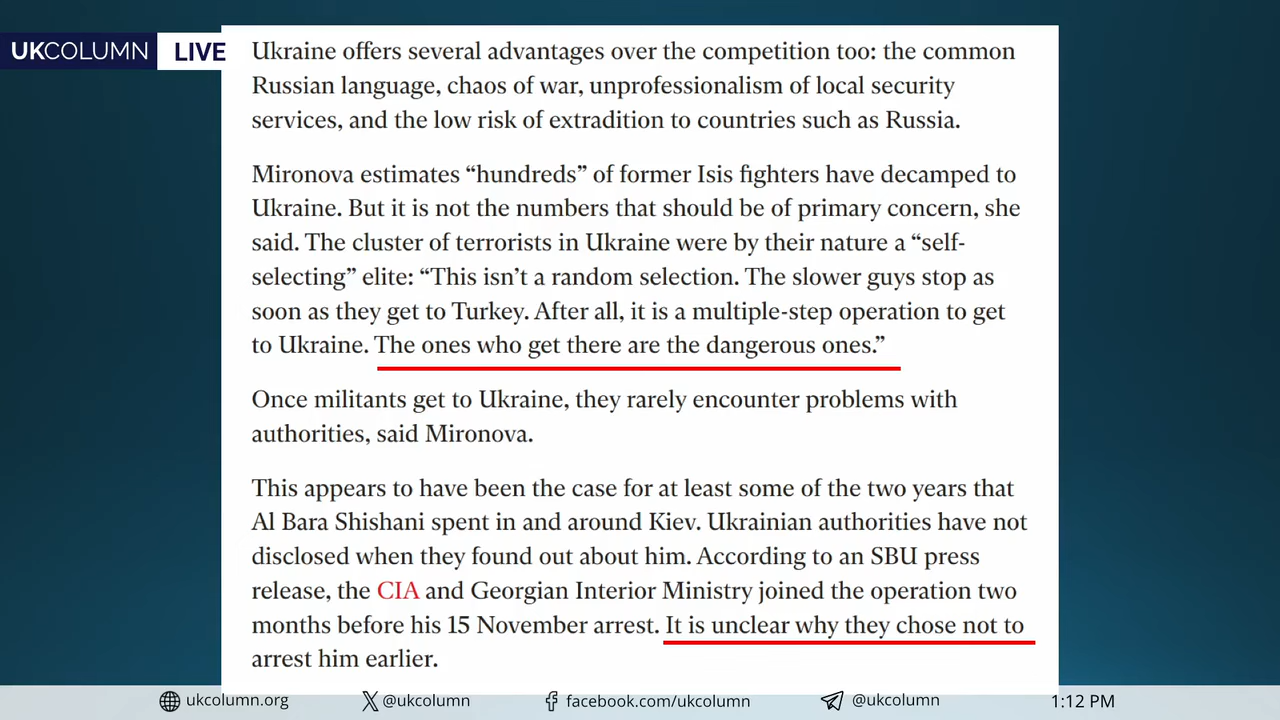 UKCOLUMN LIVE
Ukraine offers several advantages over the competition too: the common
Russian language, chaos of war, unprofessionalism of local security
services, and the low risk of extradition to countries such as Russia.
Mironova estimates “hundreds” of former Isis fighters have decamped to
Ukraine. But it is not the numbers that should be of primary concern, she
said. The cluster of terrorists in Ukraine were by their nature a “self-
selecting” elite: “This isn’t a random selection. The slower guys stop as
soon as they get to Turkey. After all, it is a multiple-step operation to get
to Ukraine. The ones who get there are the dangerous ones.”
Once militants get to Ukraine, they rarely encounter problems with
authorities, said Mironova.
This appears to have been the case for at least some of the two years that
Al Bara Shishani spent in and around Kiev. Ukrainian authorities have not
disclosed when they found out about him. According to an SBU press
release, the CIA and Georgian Interior Ministry joined the operation two
months before his 15 November arrest. It is unclear why they chose not to
arrest him earlier.
ukcolumn.org @ukcolumn facebook.com/ukcolumn @ukcolumn 1:12 PM